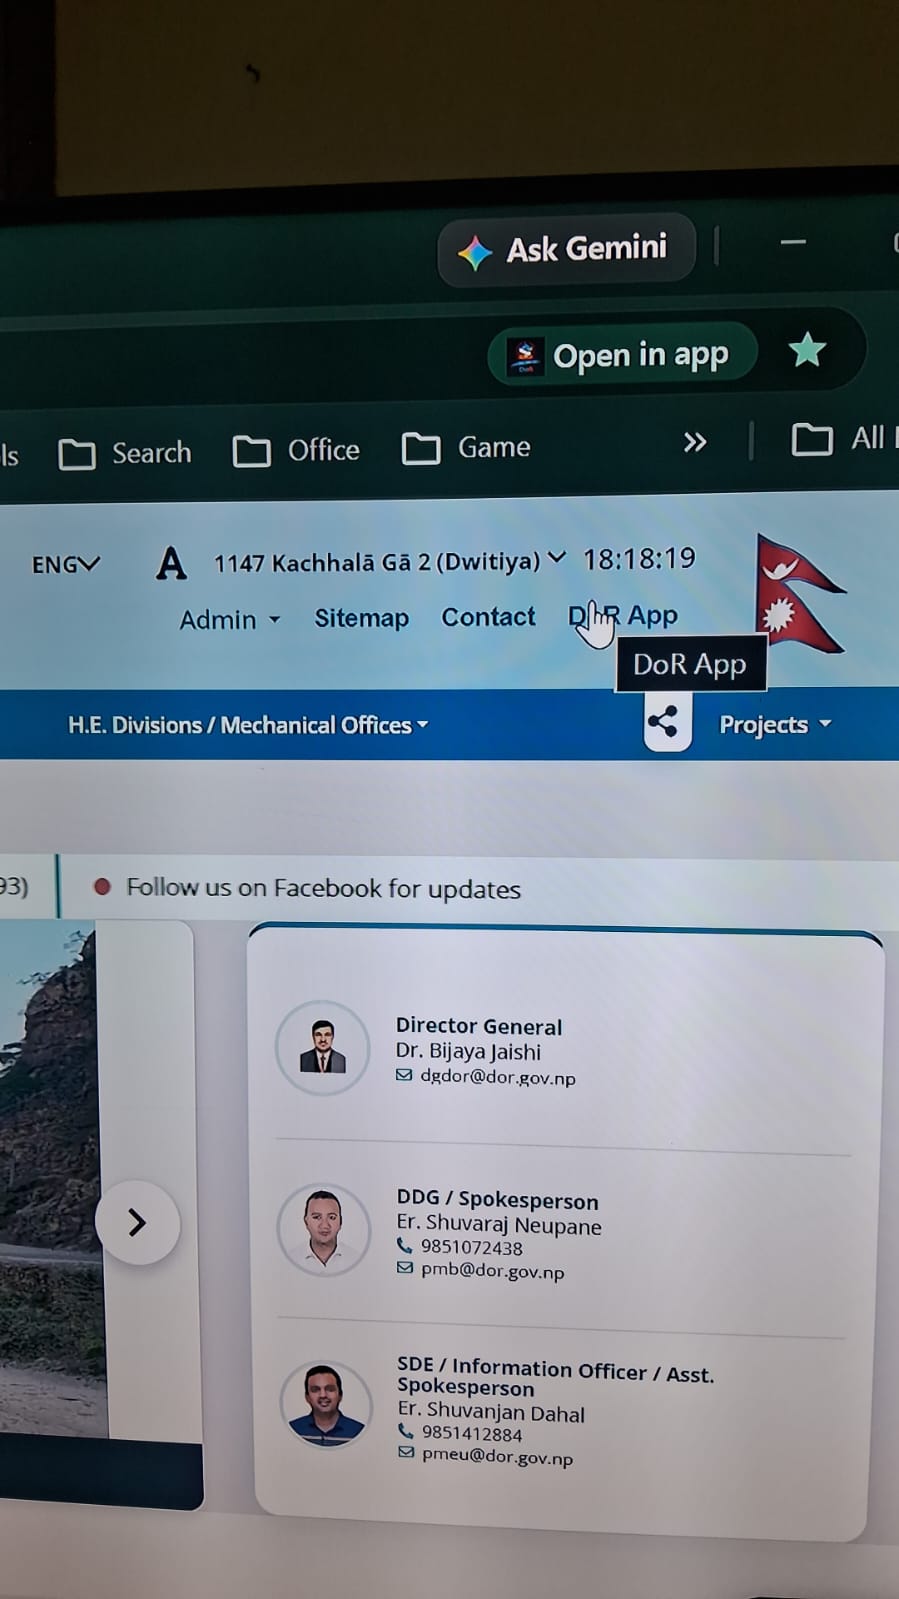 Ask Gemini
Open in app
ls Search Office Game » All
ENG A 1147 Kachhalā Gā 2 (Dwitiya) 18:18:19
Admin Sitemap Contact DoR App
DoR App
H.E. Divisions / Mechanical Offices Projects
93) Follow us on Facebook for updates
Director General
Dr. Bijaya Jaishi
dgdor@dor.gov.np
DDG / Spokesperson
Er. Shuvaraj Neupane
9851072438
pmb@dor.gov.np
SDE / Information Officer / Asst.
Spokesperson
Er. Shuvanjan Dahal
9851412884
pmeu@dor.gov.np